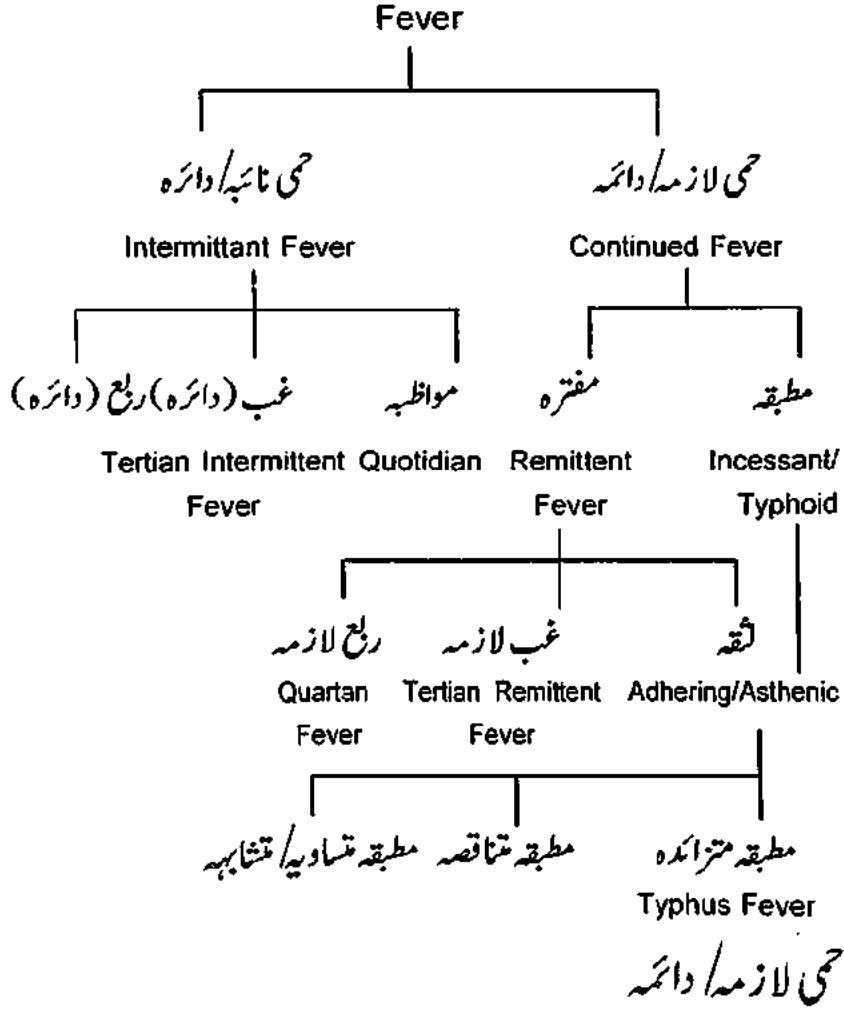 Fever
حمی لازمہ/دائمہ
حمی نائبہ/دائرہ
Intermittant Fever
Continued Fever
مطبقہ
مفترہ
مواظبہ
غب (دائرہ)
ربع (دائرہ)
Tertian Intermittent Fever
Quotidian
Remittent Fever
Incessant/
Typhoid
لثقہ
غب لازمہ
ربع لازمہ
Quartan Fever
Tertian Remittent Fever
Adhering/Asthenic
مطبقہ متزائدہ
مطبقہ متناقصہ
مطبقہ متساویہ/متشابہہ
Typhus Fever
حمی لازمہ/دائمہ